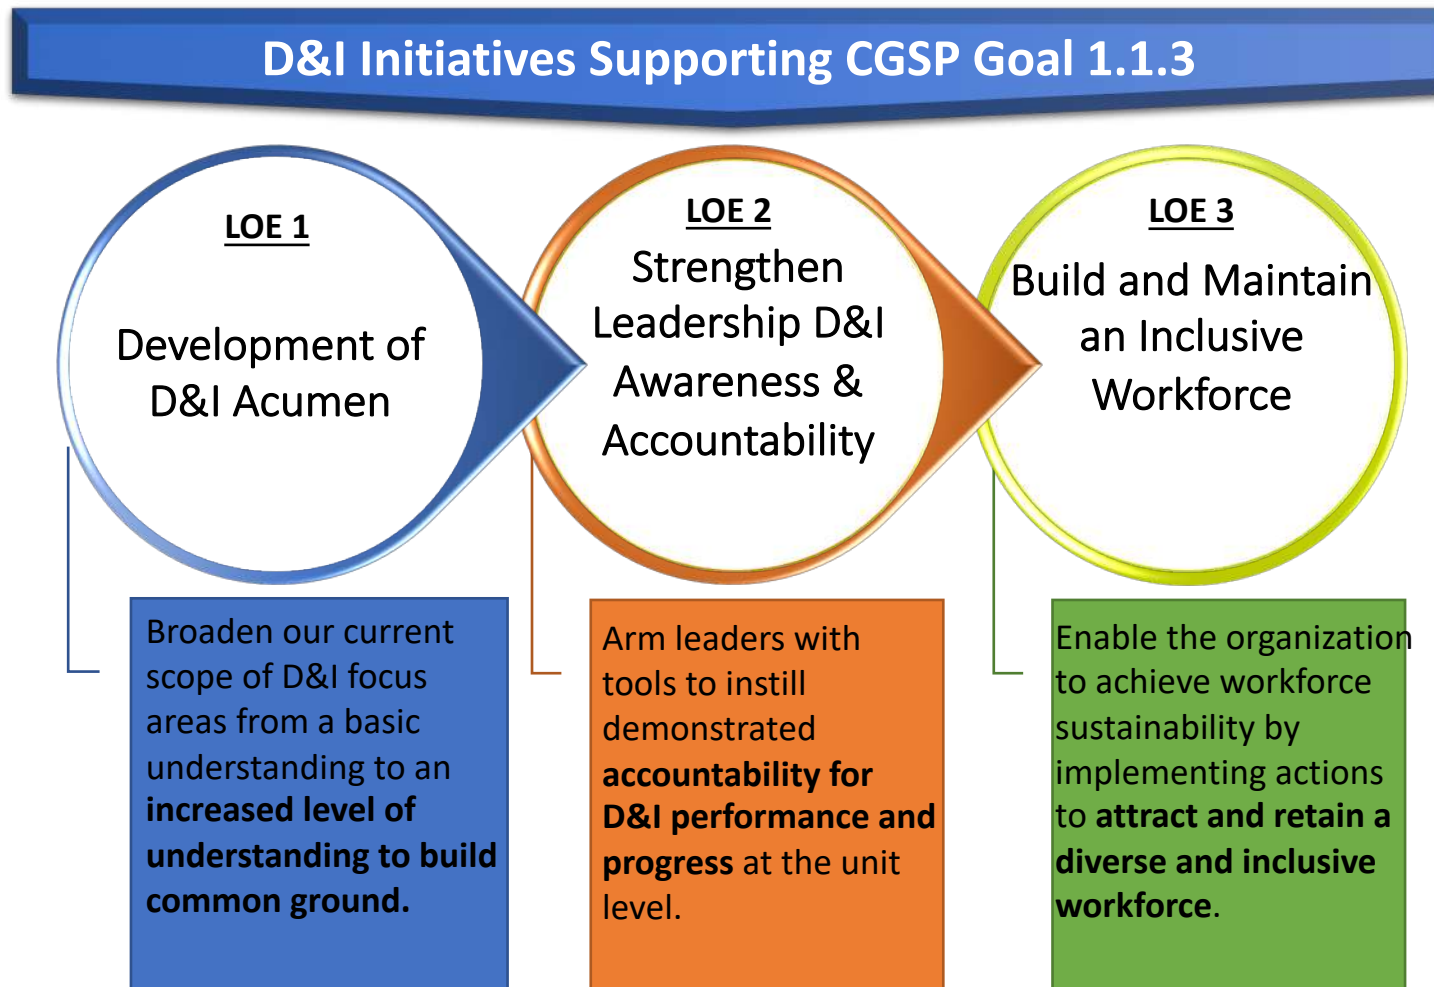 D&I Initiatives Supporting CGSP Goal 1.1.3
LOE 1
Development of
D&I Acumen
LOE 2
Strengthen
Leadership D&I
Awareness &
Accountability
LOE 3
Build and Maintain
an Inclusive
Workforce
Broaden our current
scope of D&I focus
areas from a basic
understanding to an
increased level of
understanding to build
common ground.
Arm leaders with
tools to instill
demonstrated
accountability for
D&I performance and
progress at the unit
level.
Enable the organization
to achieve workforce
sustainability by
implementing actions
to attract and retain a
diverse and inclusive
workforce.